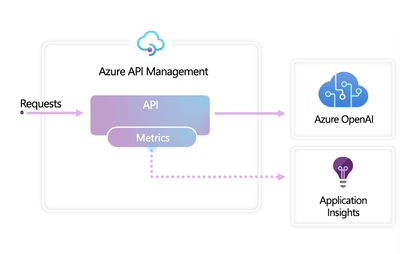 Azure API Management
Requests
API
Metrics
Azure OpenAI
Application
Insights